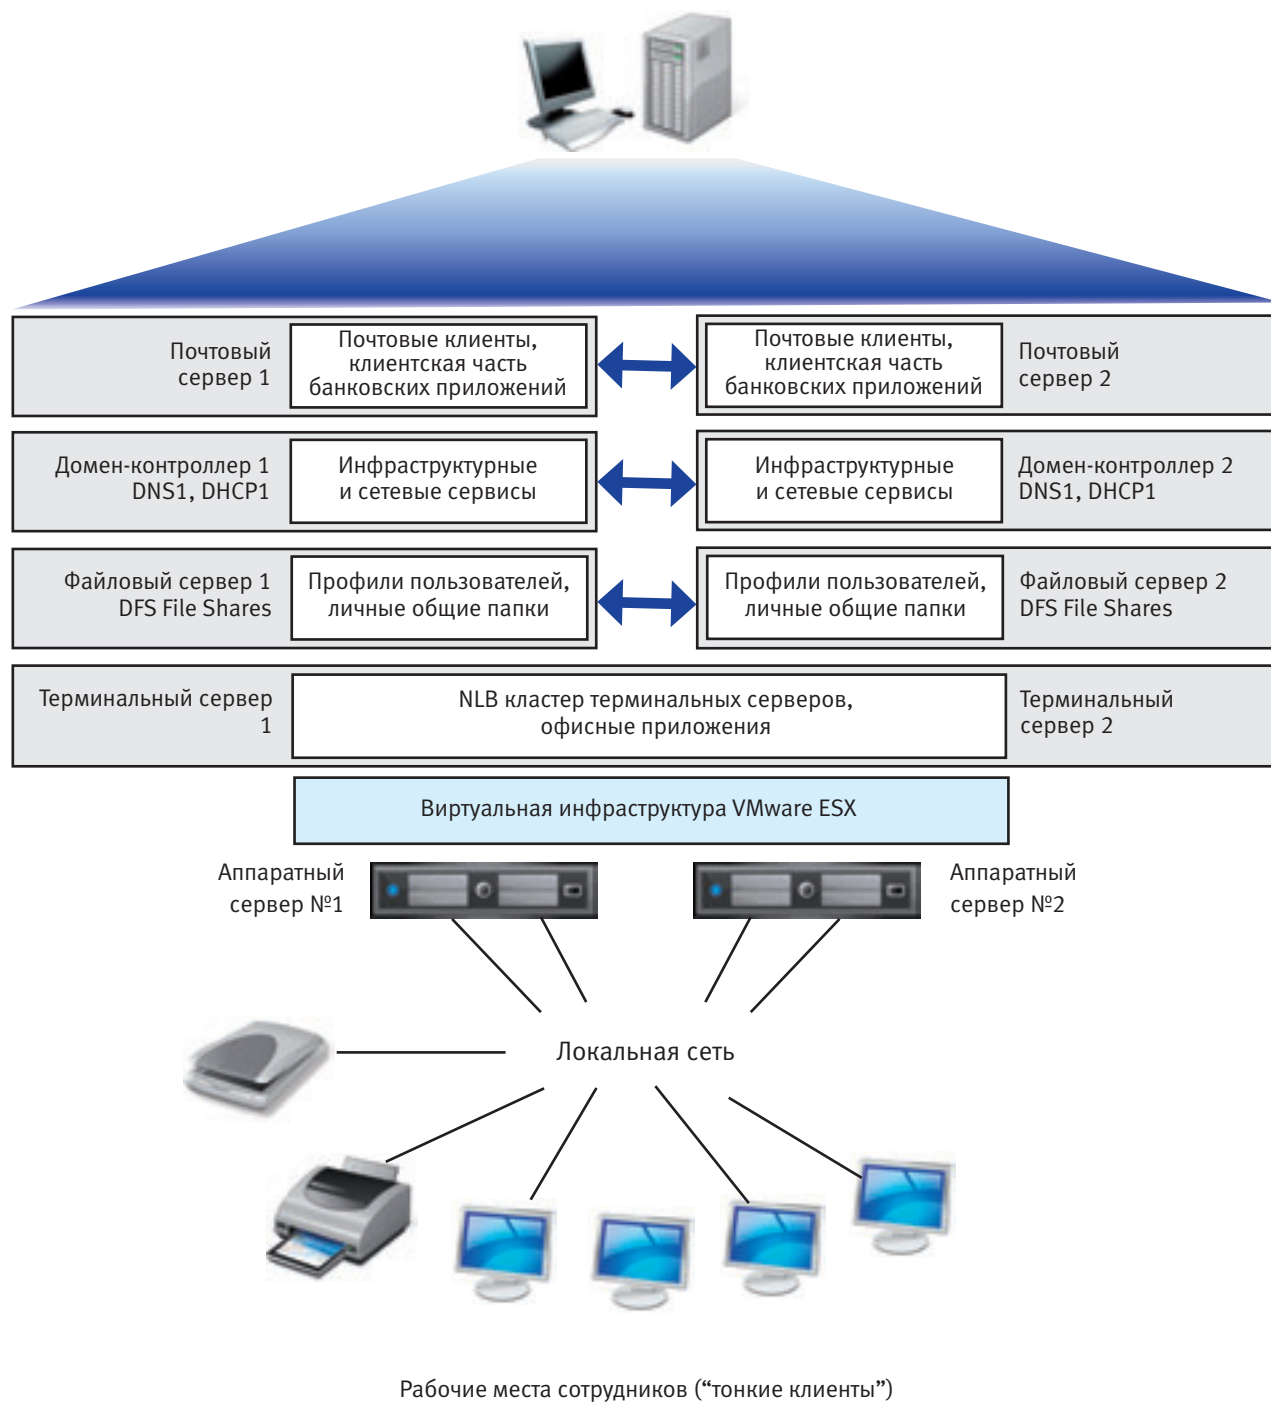 Почтовый
сервер 1
Почтовые клиенты,
клиентская часть
банковских приложений
Почтовые клиенты,
клиентская часть
банковских приложений
Почтовый
сервер 2
Домен-контроллер 1
DNS1, DHCP1
Инфраструктурные
и сетевые сервисы
Инфраструктурные
и сетевые сервисы
Домен-контроллер 2
DNS1, DHCP1
Файловый сервер 1
DFS File Shares
Профили пользователей,
личные общие папки
Профили пользователей,
личные общие папки
Файловый сервер 2
DFS File Shares
Терминальный сервер
1
NLB кластер терминальных серверов,
офисные приложения
Терминальный
сервер 2
Виртуальная инфраструктура VMware ESX
Аппаратный
сервер №1
Аппаратный
сервер №2
Локальная сеть
Рабочие места сотрудников (“тонкие клиенты”)